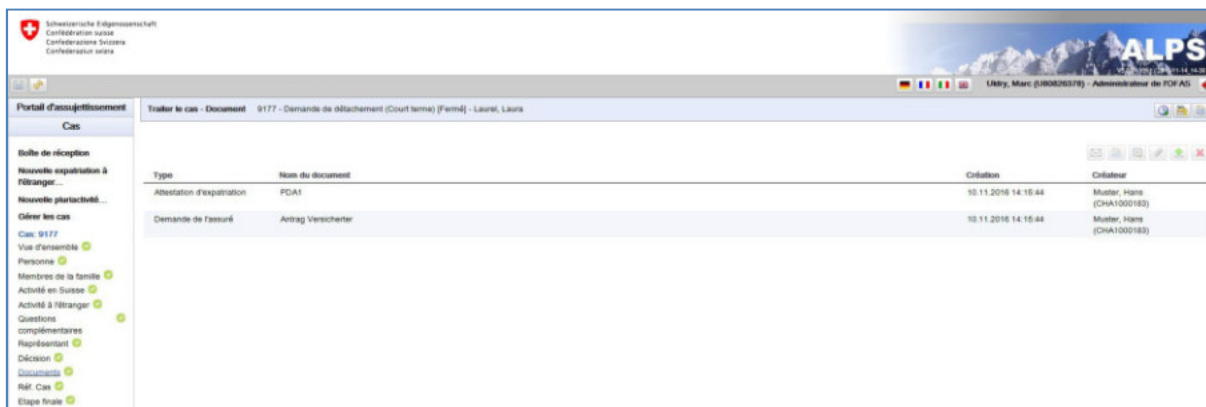 Schweizerische Eidgenossenschaft
Confédération suisse
Confederazione Svizzera
Confederaziun svizra
ALPS
Uldry, Marc (U80826378) - Administrateur de l'OFAS
Portail d'assujettissement
Traiter le cas - Document 9177 - Demande de détachement (Court terme) [Fermé] - Laurel, Laura
Cas
Boîte de réception
Nouvelle expatriation à
l'étranger...
Nouvelle pluriactivité...
Gérer les cas
Cas: 9177
Vue d'ensemble
Personne
Membres de la famille
Activité en Suisse
Activité à l'étranger
Questions
complémentaires
Représentant
Décision
Documents
Réf. Cas
Etape finale
Type Nom du document Création Créateur
Attestation d'expatriation PDA1 10.11.2016 14:15:44 Muster, Hans
(CHA1000183)
Demande de l'assuré Antrag Versicherter 10.11.2016 14:15:44 Muster, Hans
(CHA1000183)